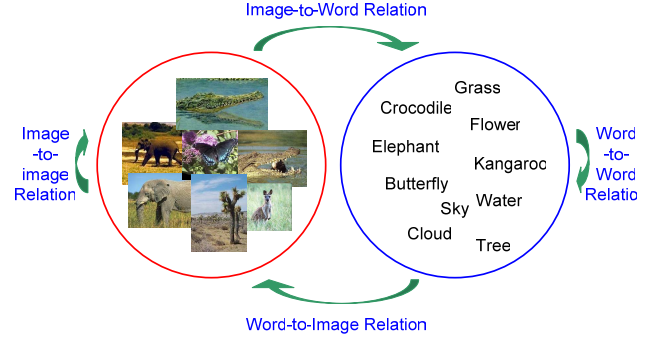 Image-to-Word Relation
Image
-to-
image
Relation
Grass
Crocodile
Flower
Elephant
Kangaroo
Butterfly
Water
Sky
Cloud
Tree
Word
-to-
Word
Relatio
Word-to-Image Relation